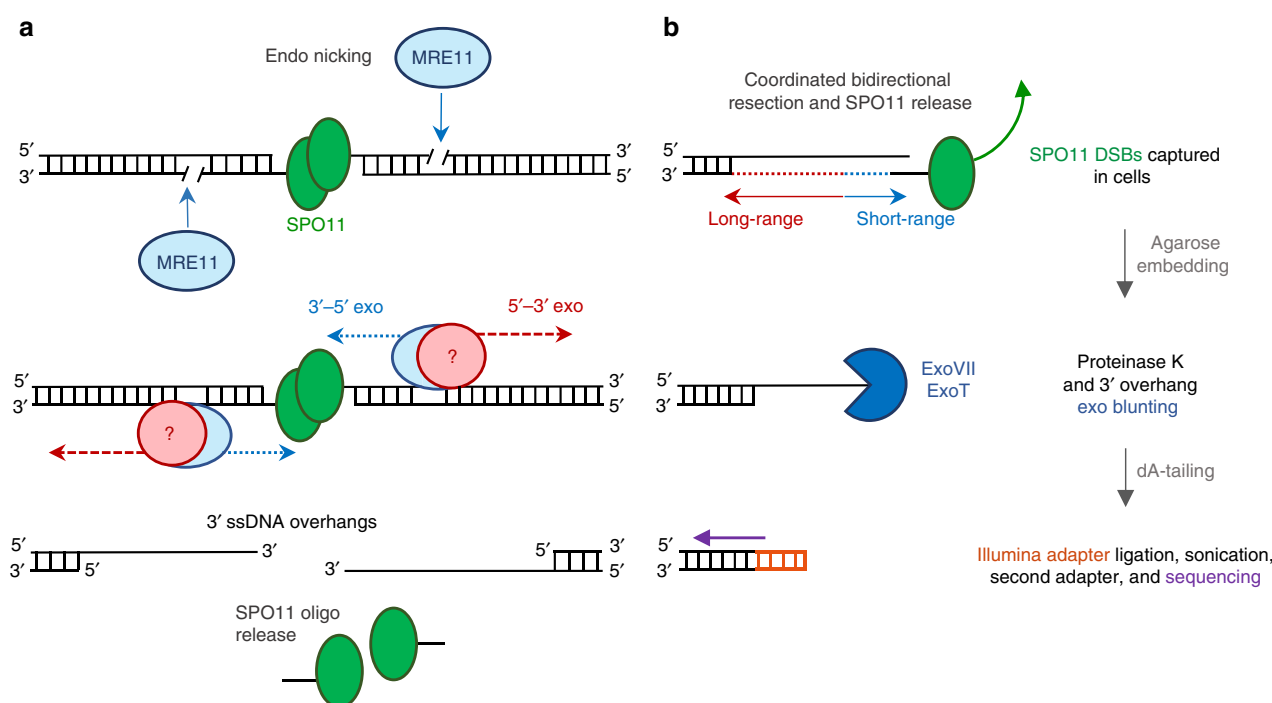 a
Endo nicking
MRE11
5′
3′
3′
5′
SPO11
MRE11
3′–5′ exo
5′–3′ exo
?
5′
3′
3′
5′
?
3′ ssDNA overhangs
5′
3′
5′
3′
3′
5′
3′
5′
SPO11 oligo
release
b
Coordinated bidirectional
resection and SPO11 release
5′
3′
Long-range
Short-range
SPO11 DSBs captured
in cells
Agarose
embedding
5′
3′
ExoVII
ExoT
Proteinase K
and 3′ overhang
exo blunting
dA-tailing
5′
3′
Illumina adapter ligation, sonication,
second adapter, and sequencing